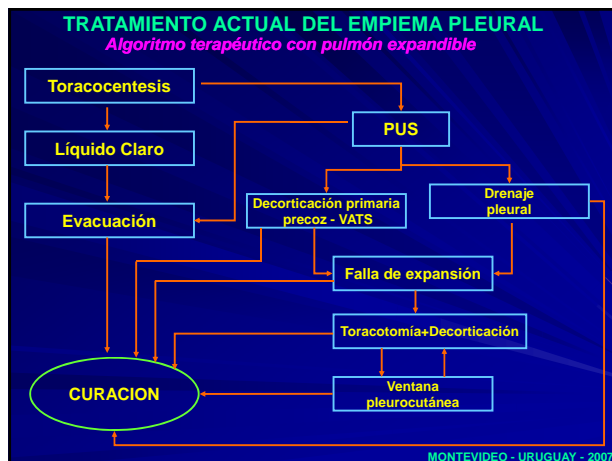 TRATAMIENTO ACTUAL DEL EMPIEMA PLEURAL
Algoritmo terapéutico con pulmón expandible
Toracocentesis
PUS
Líquido Claro
Decorticación primaria
precoz - VATS
Drenaje
pleural
Evacuación
Falla de expansión
Toracotomía+Decorticación
CURACION
Ventana
pleurocutánea
MONTEVIDEO - URUGUAY - 2007